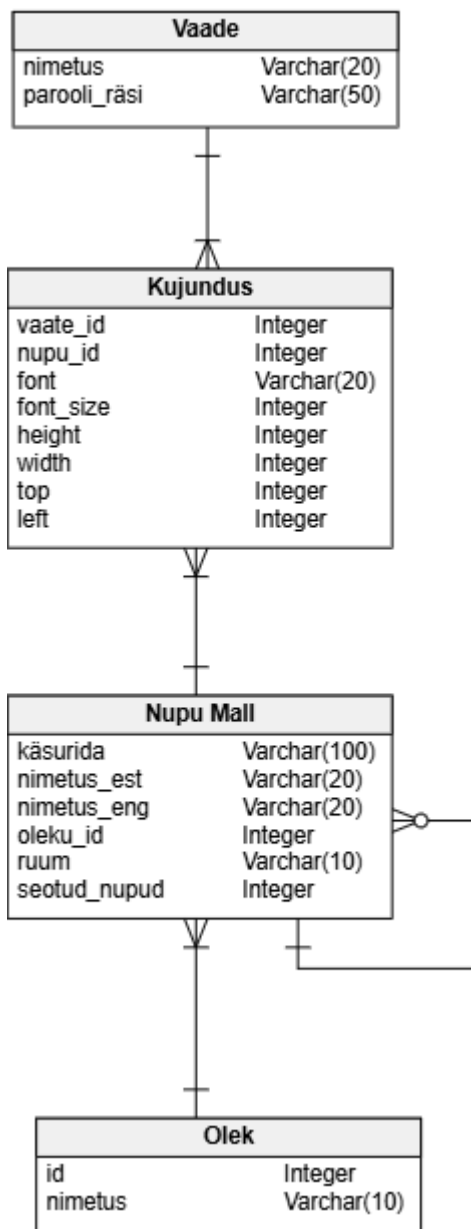 Vaade
nimetus Varchar(20)
parooli_räsi Varchar(50)
Kujundus
vaate_id Integer
nupu_id Integer
font Varchar(20)
font_size Integer
height Integer
width Integer
top Integer
left Integer
Nupu Mall
käsurida Varchar(100)
nimetus_est Varchar(20)
nimetus_eng Varchar(20)
oleku_id Integer
ruum Varchar(10)
seotud_nupud Integer
Olek
id Integer
nimetus Varchar(10)